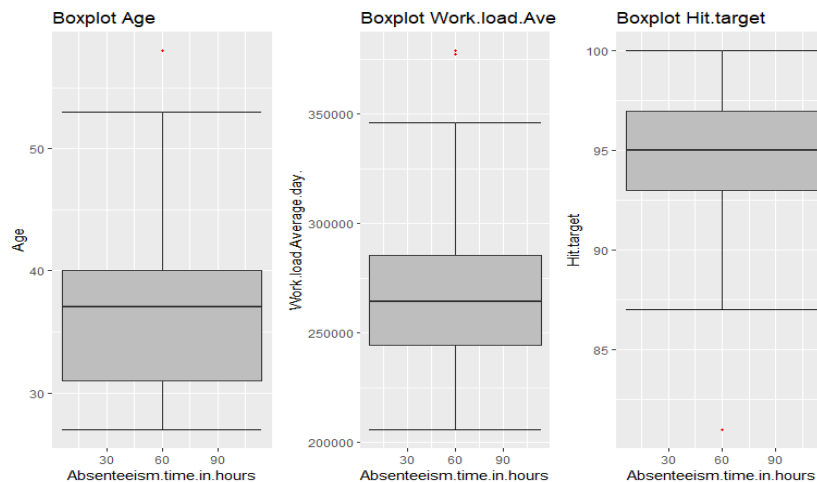 Boxplot Age
Age
50
40
30
30 60 90
Absenteeism.time.in.hours
Boxplot Work.load.Ave
Work.load.Average.day.
350000
300000
250000
200000
30 60 90
Absenteeism.time.in.hours
Boxplot Hit.target
Hit.target
100
95
90
85
30 60 90
Absenteeism.time.in.hours